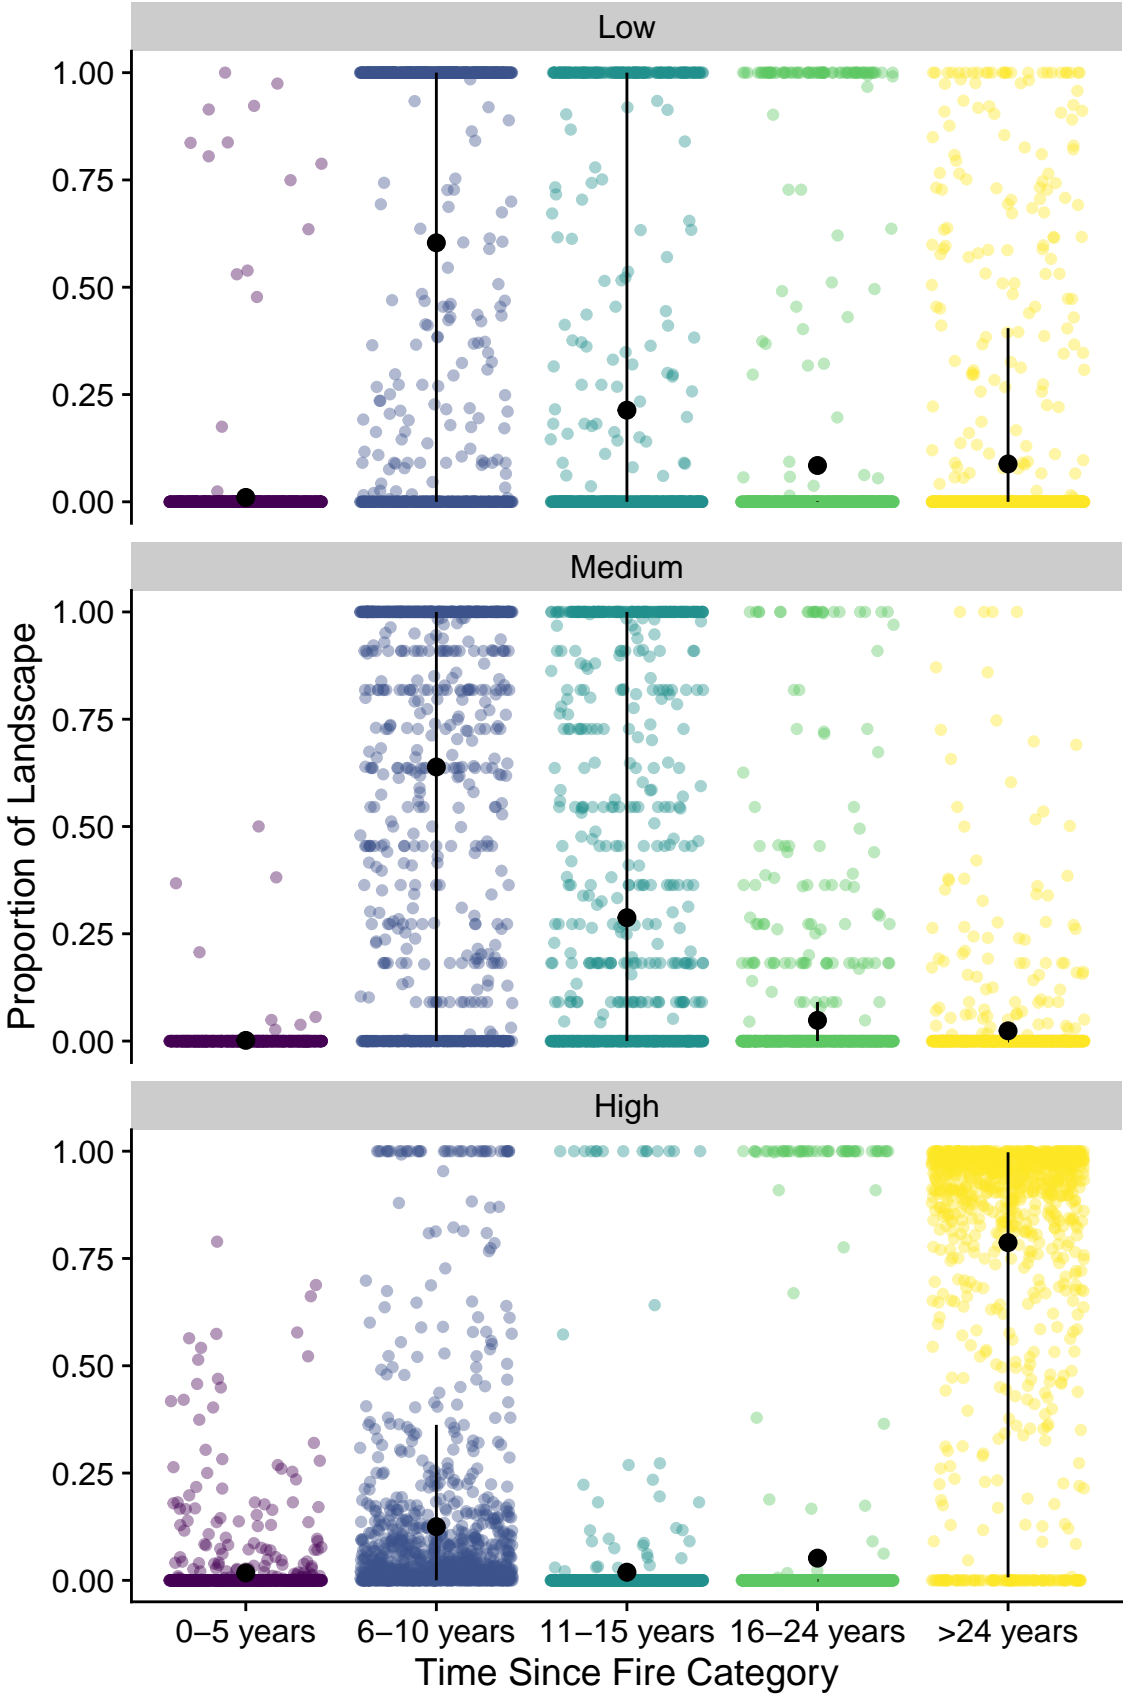 Low
1.00
0.75
0.50
0.25
0.00
Medium
1.00
0.75
0.50
0.25
0.00
High
1.00
0.75
0.50
0.25
0.00
Proportion of Landscape
0−5 years 6−10 years 11−15 years 16−24 years >24 years
Time Since Fire Category